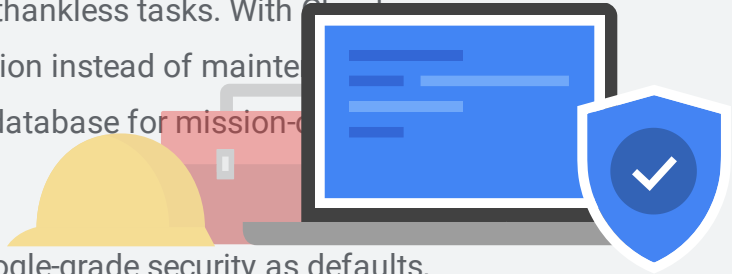 thankless tasks. With
ion instead of mainte
latabase for mission-c
ogle-grade security as defaults.